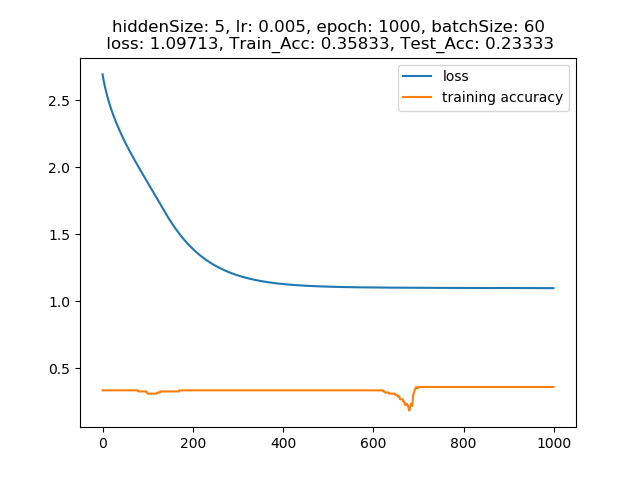 hiddenSize: 5, lr: 0.005, epoch: 1000, batchSize: 60
loss: 1.09713, Train_Acc: 0.35833, Test_Acc: 0.23333
loss
training accuracy
2.5
2.0
1.5
1.0
0.5
0
200
400
600
800
1000